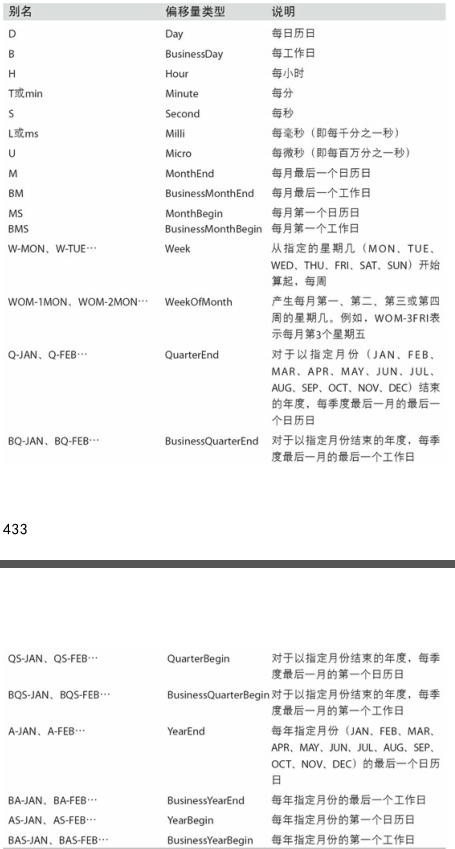 别名 偏移量类型 说明
D Day 每日历日
B BusinessDay 每工作日
H Hour 每小时
T或min Minute 每分
S Second 每秒
L或ms Milli 每毫秒（即每千分之一秒）
U Micro 每微秒（即每百万分之一秒）
M MonthEnd 每月最后一个日历日
BM BusinessMonthEnd 每月最后一个工作日
MS MonthBegin 每月第一个日历日
BMS BusinessMonthBegin 每月第一个工作日
W-MON、W-TUE… Week 从指定的星期几（MON、TUE、
WED、THU、FRI、SAT、SUN）开始
算起，每周
WOM-1MON、WOM-2MON… WeekOfMonth 产生每月第一、第二、第三或第四
周的星期几。例如，WOM-3FRI表
示每月第3个星期五
Q-JAN、Q-FEB… QuarterEnd 对于以指定月份（JAN、FEB、
MAR、APR、MAY、JUN、JUL、
AUG、SEP、OCT、NOV、DEC）结束
的年度，每季度最后一月的最后一
个日历日
BQ-JAN、BQ-FEB… BusinessQuarterEnd 对于以指定月份结束的年度，每季
度最后一月的最后一个工作日
433
QS-JAN、QS-FEB… QuarterBegin 对于以指定月份结束的年度，每季
度最后一月的第一个日历日
BQS-JAN、BQS-FEB… BusinessQuarterBegin 对于以指定月份结束的年度，每季
度最后一月的第一个工作日
A-JAN、A-FEB… YearEnd 每年指定月份（JAN、FEB、MAR、
APR、MAY、JUN、JUL、AUG、SEP、
OCT、NOV、DEC）的最后一个日历
日
BA-JAN、BA-FEB… BusinessYearEnd 每年指定月份的最后一个工作日
AS-JAN、AS-FEB… YearBegin 每年指定月份的第一个日历日
BAS-JAN、BAS-FEB… BusinessYearBegin 每年指定月份的第一个工作日